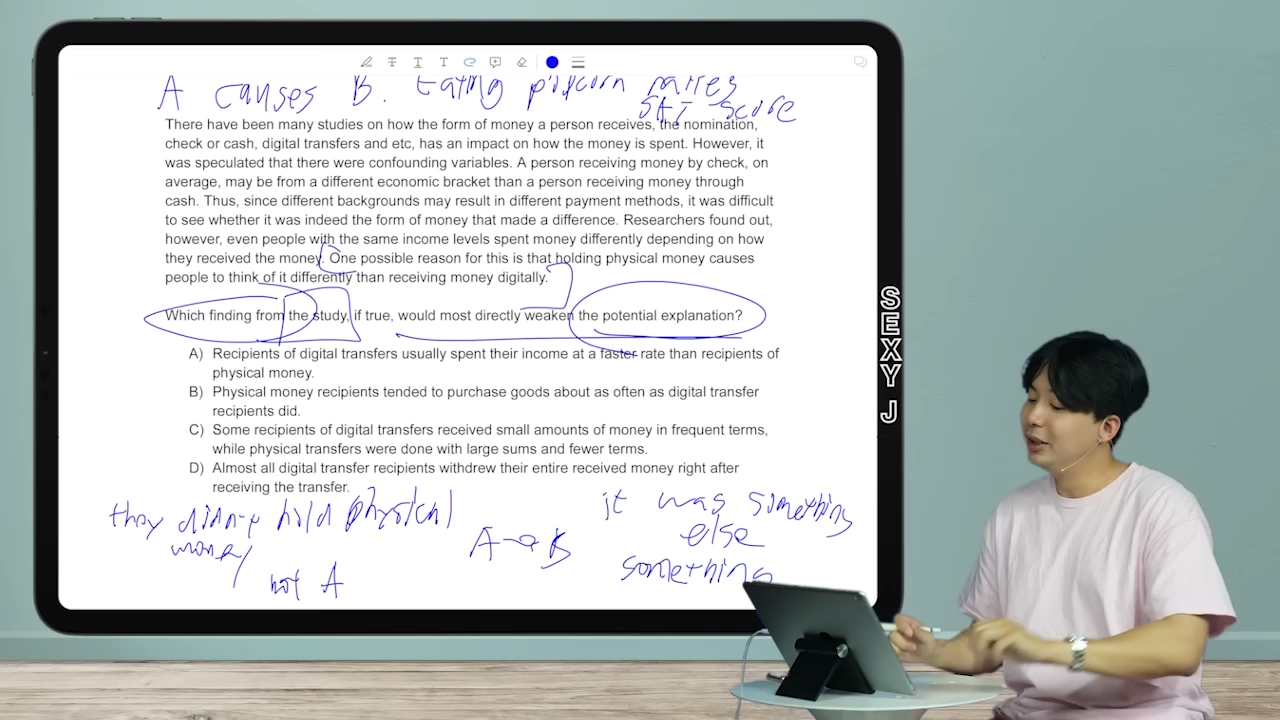 A causes B. Eating popcorn raises
SAT score
There have been many studies on how the form of money a person receives, the nomination,
check or cash, digital transfers and etc, has an impact on how the money is spent. However, it
was speculated that there were confounding variables. A person receiving money by check, on
average, may be from a different economic bracket than a person receiving money through
cash. Thus, since different backgrounds may result in different payment methods, it was difficult
to see whether it was indeed the form of money that made a difference. Researchers found out,
however, even people with the same income levels spent money differently depending on how
they received the money. One possible reason for this is that holding physical money causes
people to think of it differently than receiving money digitally.
Which finding from the study, if true, would most directly weaken the potential explanation?
A) Recipients of digital transfers usually spent their income at a faster rate than recipients of
physical money.
B) Physical money recipients tended to purchase goods about as often as digital transfer
recipients did.
C) Some recipients of digital transers received small amounts of money in frequent terms,
while physical transfers were done with large sums and fewer terms.
D) Almost all digital transfer recipients withdrew their entire received money right after
receiving the transfer.
they didn't hold physical
money
not A
A → B
it was something
else
something
SEXY J